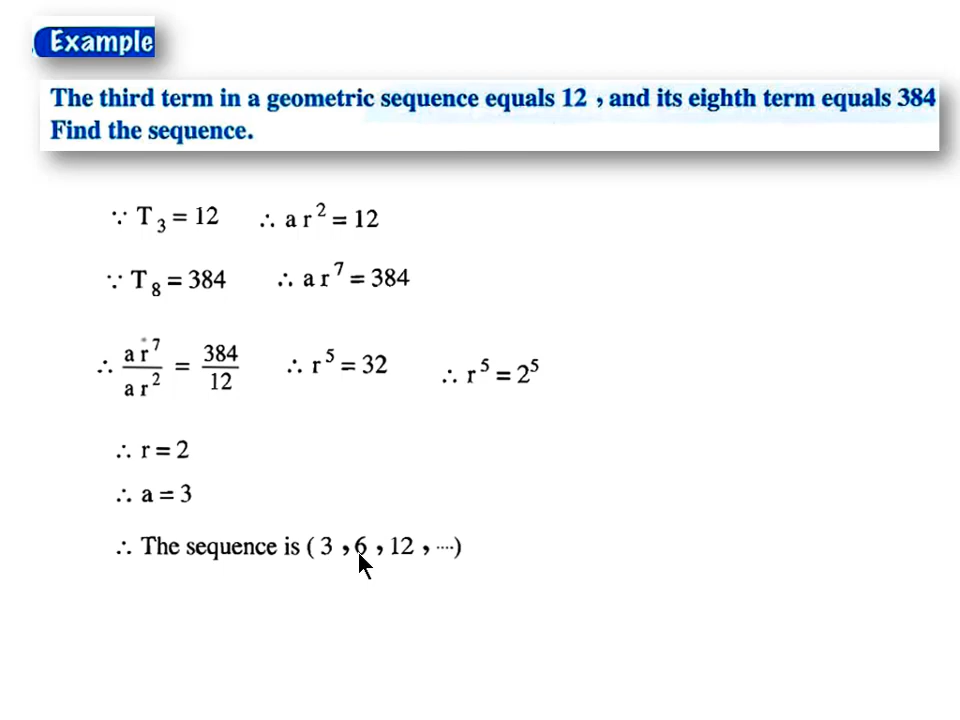 Example
The third term in a geometric sequence equals 12 , and its eighth term equals 384
Find the sequence.
∵ T₃ = 12 ∴ a r² = 12
∵ T₈ = 384 ∴ a r⁷ = 384
∴ a r⁷ / a r² = 384 / 12 ∴ r⁵ = 32 ∴ r⁵ = 2⁵
∴ r = 2
∴ a = 3
∴ The sequence is ( 3 , 6 , 12 , ····)